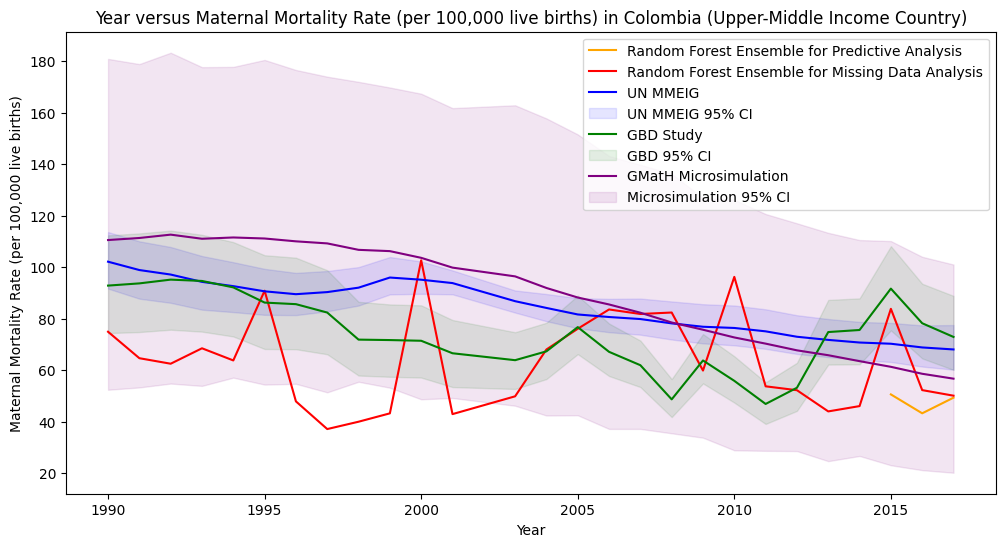 Year versus Maternal Mortality Rate (per 100,000 live births) in Colombia (Upper-Middle Income Country)
Maternal Mortality Rate (per 100,000 live births)
180
160
140
120
100
80
60
40
20
Random Forest Ensemble for Predictive Analysis
Random Forest Ensemble for Missing Data Analysis
UN MMEIG
UN MMEIG 95% CI
GBD Study
GBD 95% CI
GMatH Microsimulation
Microsimulation 95% CI
1990 1995 2000 2005 2010 2015
Year